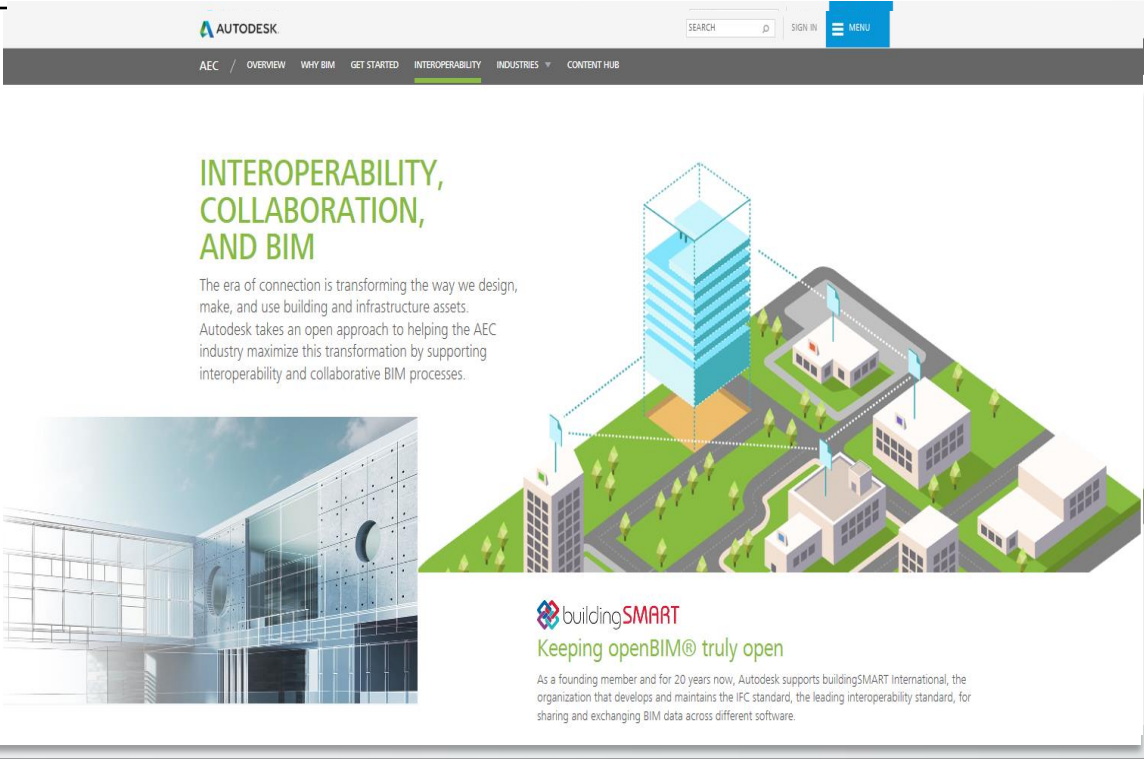 AUTODESK.
SEARCH
SIGN IN
MENU
AEC / OVERVIEW WHY BIM GET STARTED INTEROPERABILITY INDUSTRIES CONTENT HUB
INTEROPERABILITY,
COLLABORATION,
AND BIM
The era of connection is transforming the way we design,
make, and use building and infrastructure assets.
Autodesk takes an open approach to helping the AEC
industry maximize this transformation by supporting
interoperability and collaborative BIM processes.
buildingSMART
Keeping openBIM® truly open
As a founding member and for 20 years now, Autodesk supports buildingSMART International, the
organization that develops and maintains the IFC standard, the leading interoperability standard, for
sharing and exchanging BIM data across different software.